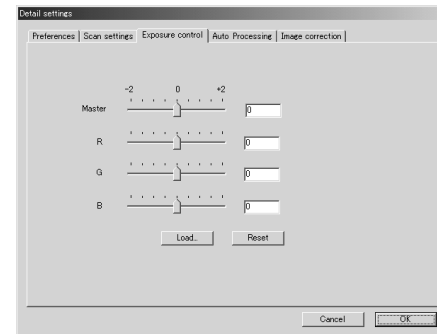 Detail settings
Preferences Scan settings Exposure control Auto Processing Image correction
-2 0 +2
Master 0
R 0
G 0
B 0
Load... Reset
Cancel OK